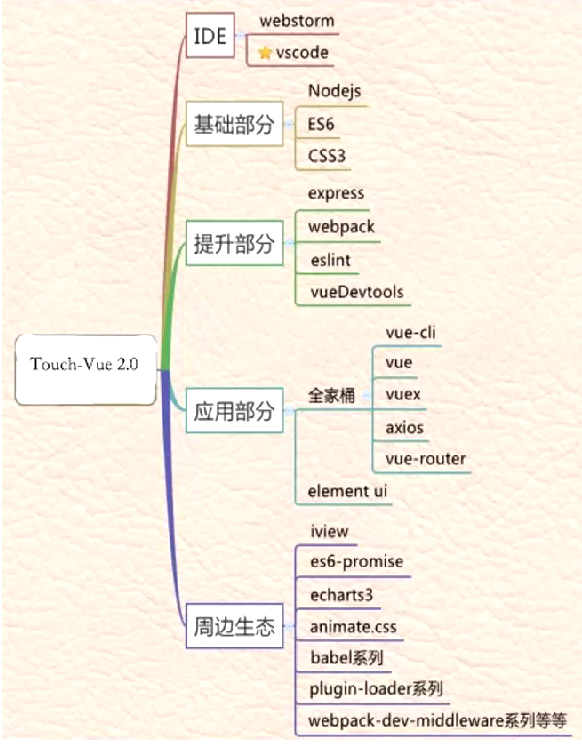 Touch-Vue 2.0
IDE
webstorm
vscode
基础部分
Nodejs
ES6
CSS3
提升部分
express
webpack
eslint
vueDevtools
应用部分
全家桶
vue-cli
vue
vuex
axios
vue-router
element ui
周边生态
iview
es6-promise
echarts3
animate.css
babel系列
plugin-loader系列
webpack-dev-middleware系列等等